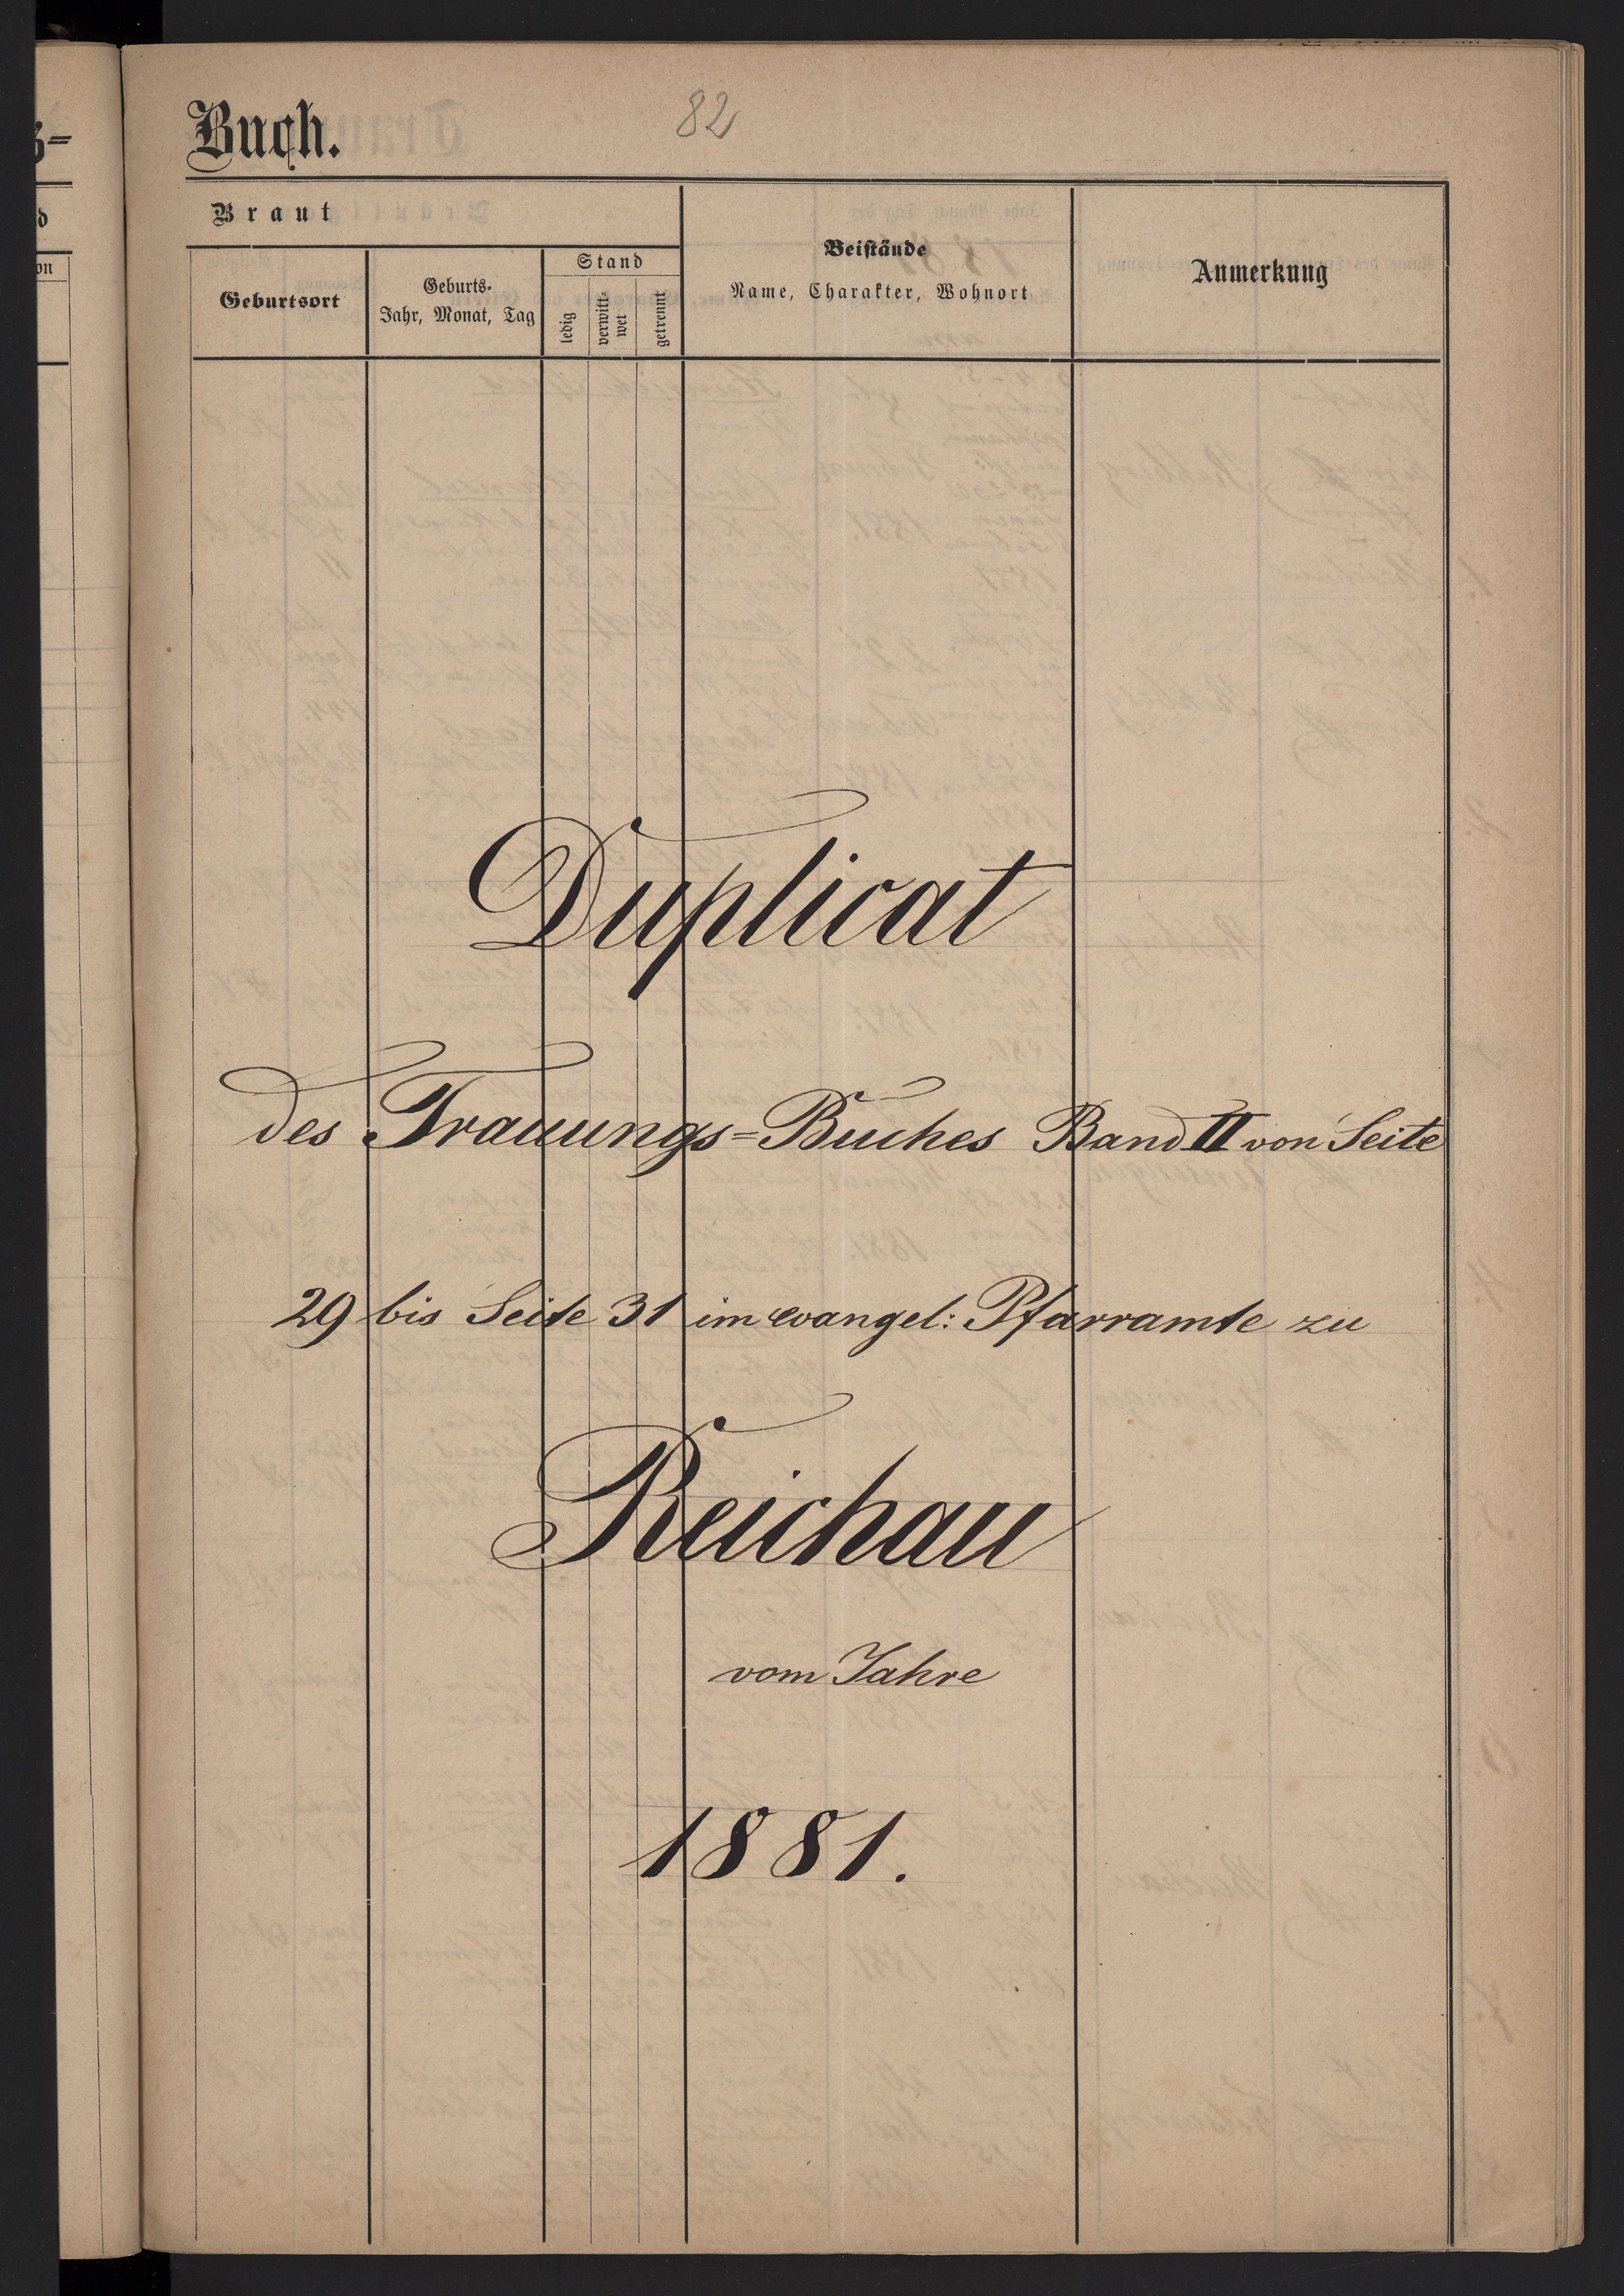 Buch.
82
Braut
Geburtsort
Geburts-
Jahr, Monat, Tag
Stand
ledig
verwitt-
wet
getrennt
Beistände
Name, Charakter, Wohnort
Anmerkung
Duplicat
des Trauungs=Buches Band II von Seite
29 bis Seite 31 im evangel: Pfarramte zu
Reichau
vom Jahre
1881.